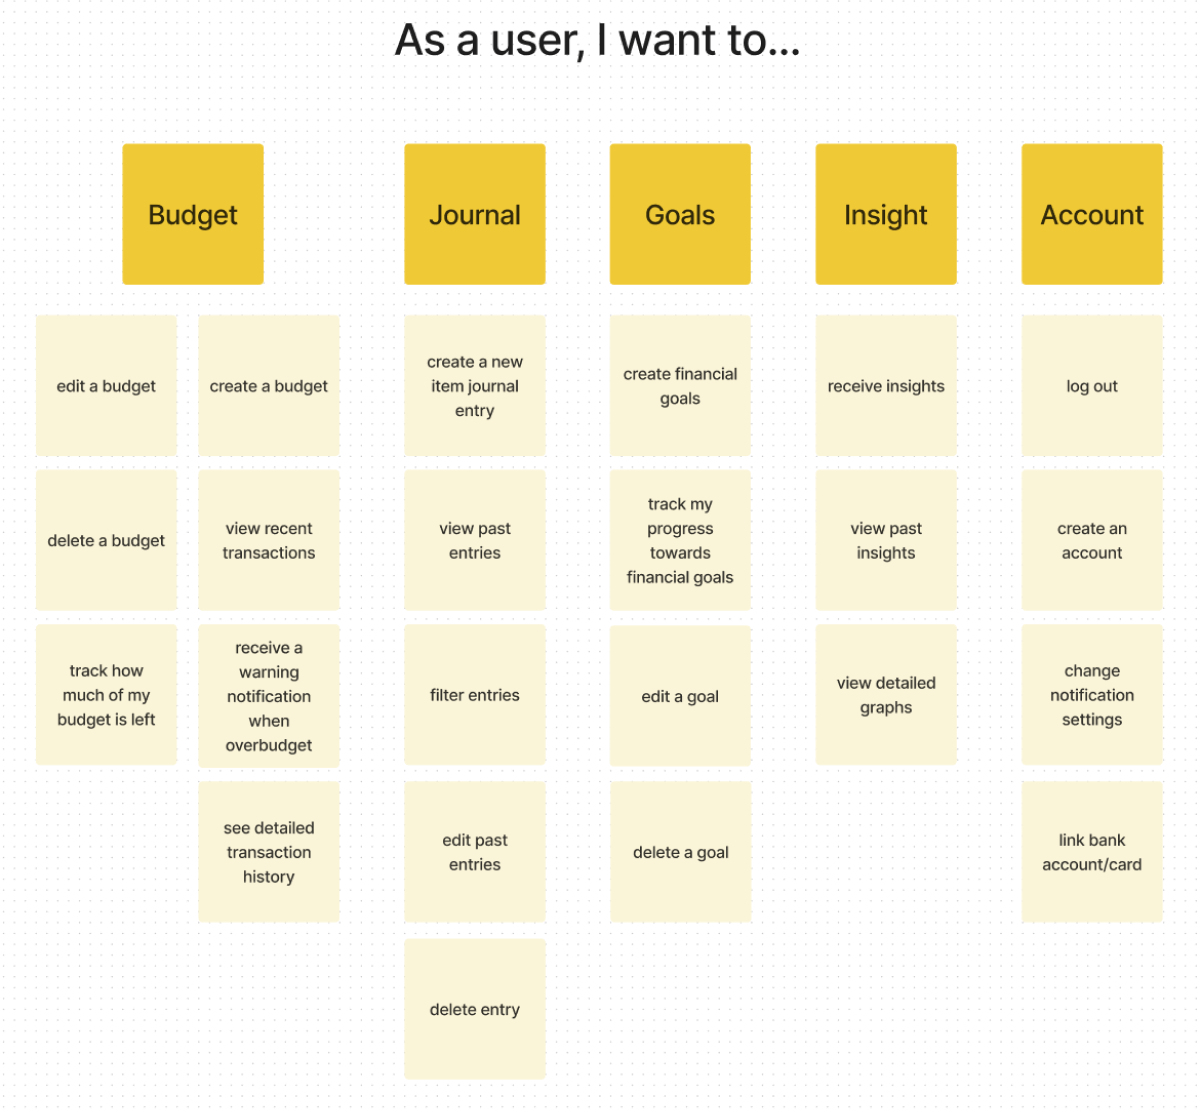 As a user, I want to...
Budget
Journal
Goals
Insight
Account
edit a budget
create a budget
create a new
item journal
entry
create financial
goals
receive insights
log out
delete a budget
view recent
transactions
view past
entries
track my
progress
towards
financial goals
view past
insights
create an
account
track how
much of my
budget is left
receive a
warning
notification
when
overbudget
filter entries
edit a goal
view detailed
graphs
change
notification
settings
see detailed
transaction
history
edit past
entries
delete a goal
link bank
account/card
delete entry